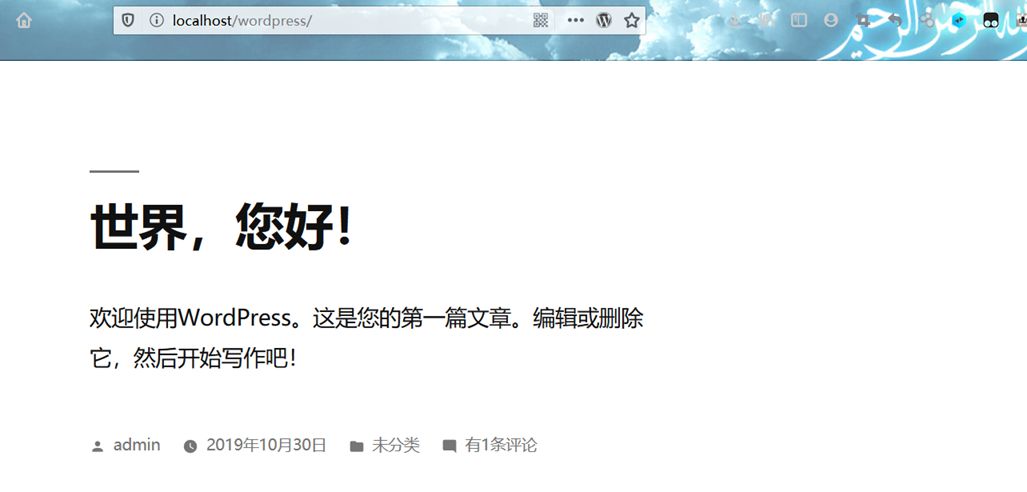 localhost/wordpress/
世界，您好！
欢迎使用WordPress。这是您的第一篇文章。编辑或删除
它，然后开始写作吧！
admin 2019年10月30日 未分类 有1条评论